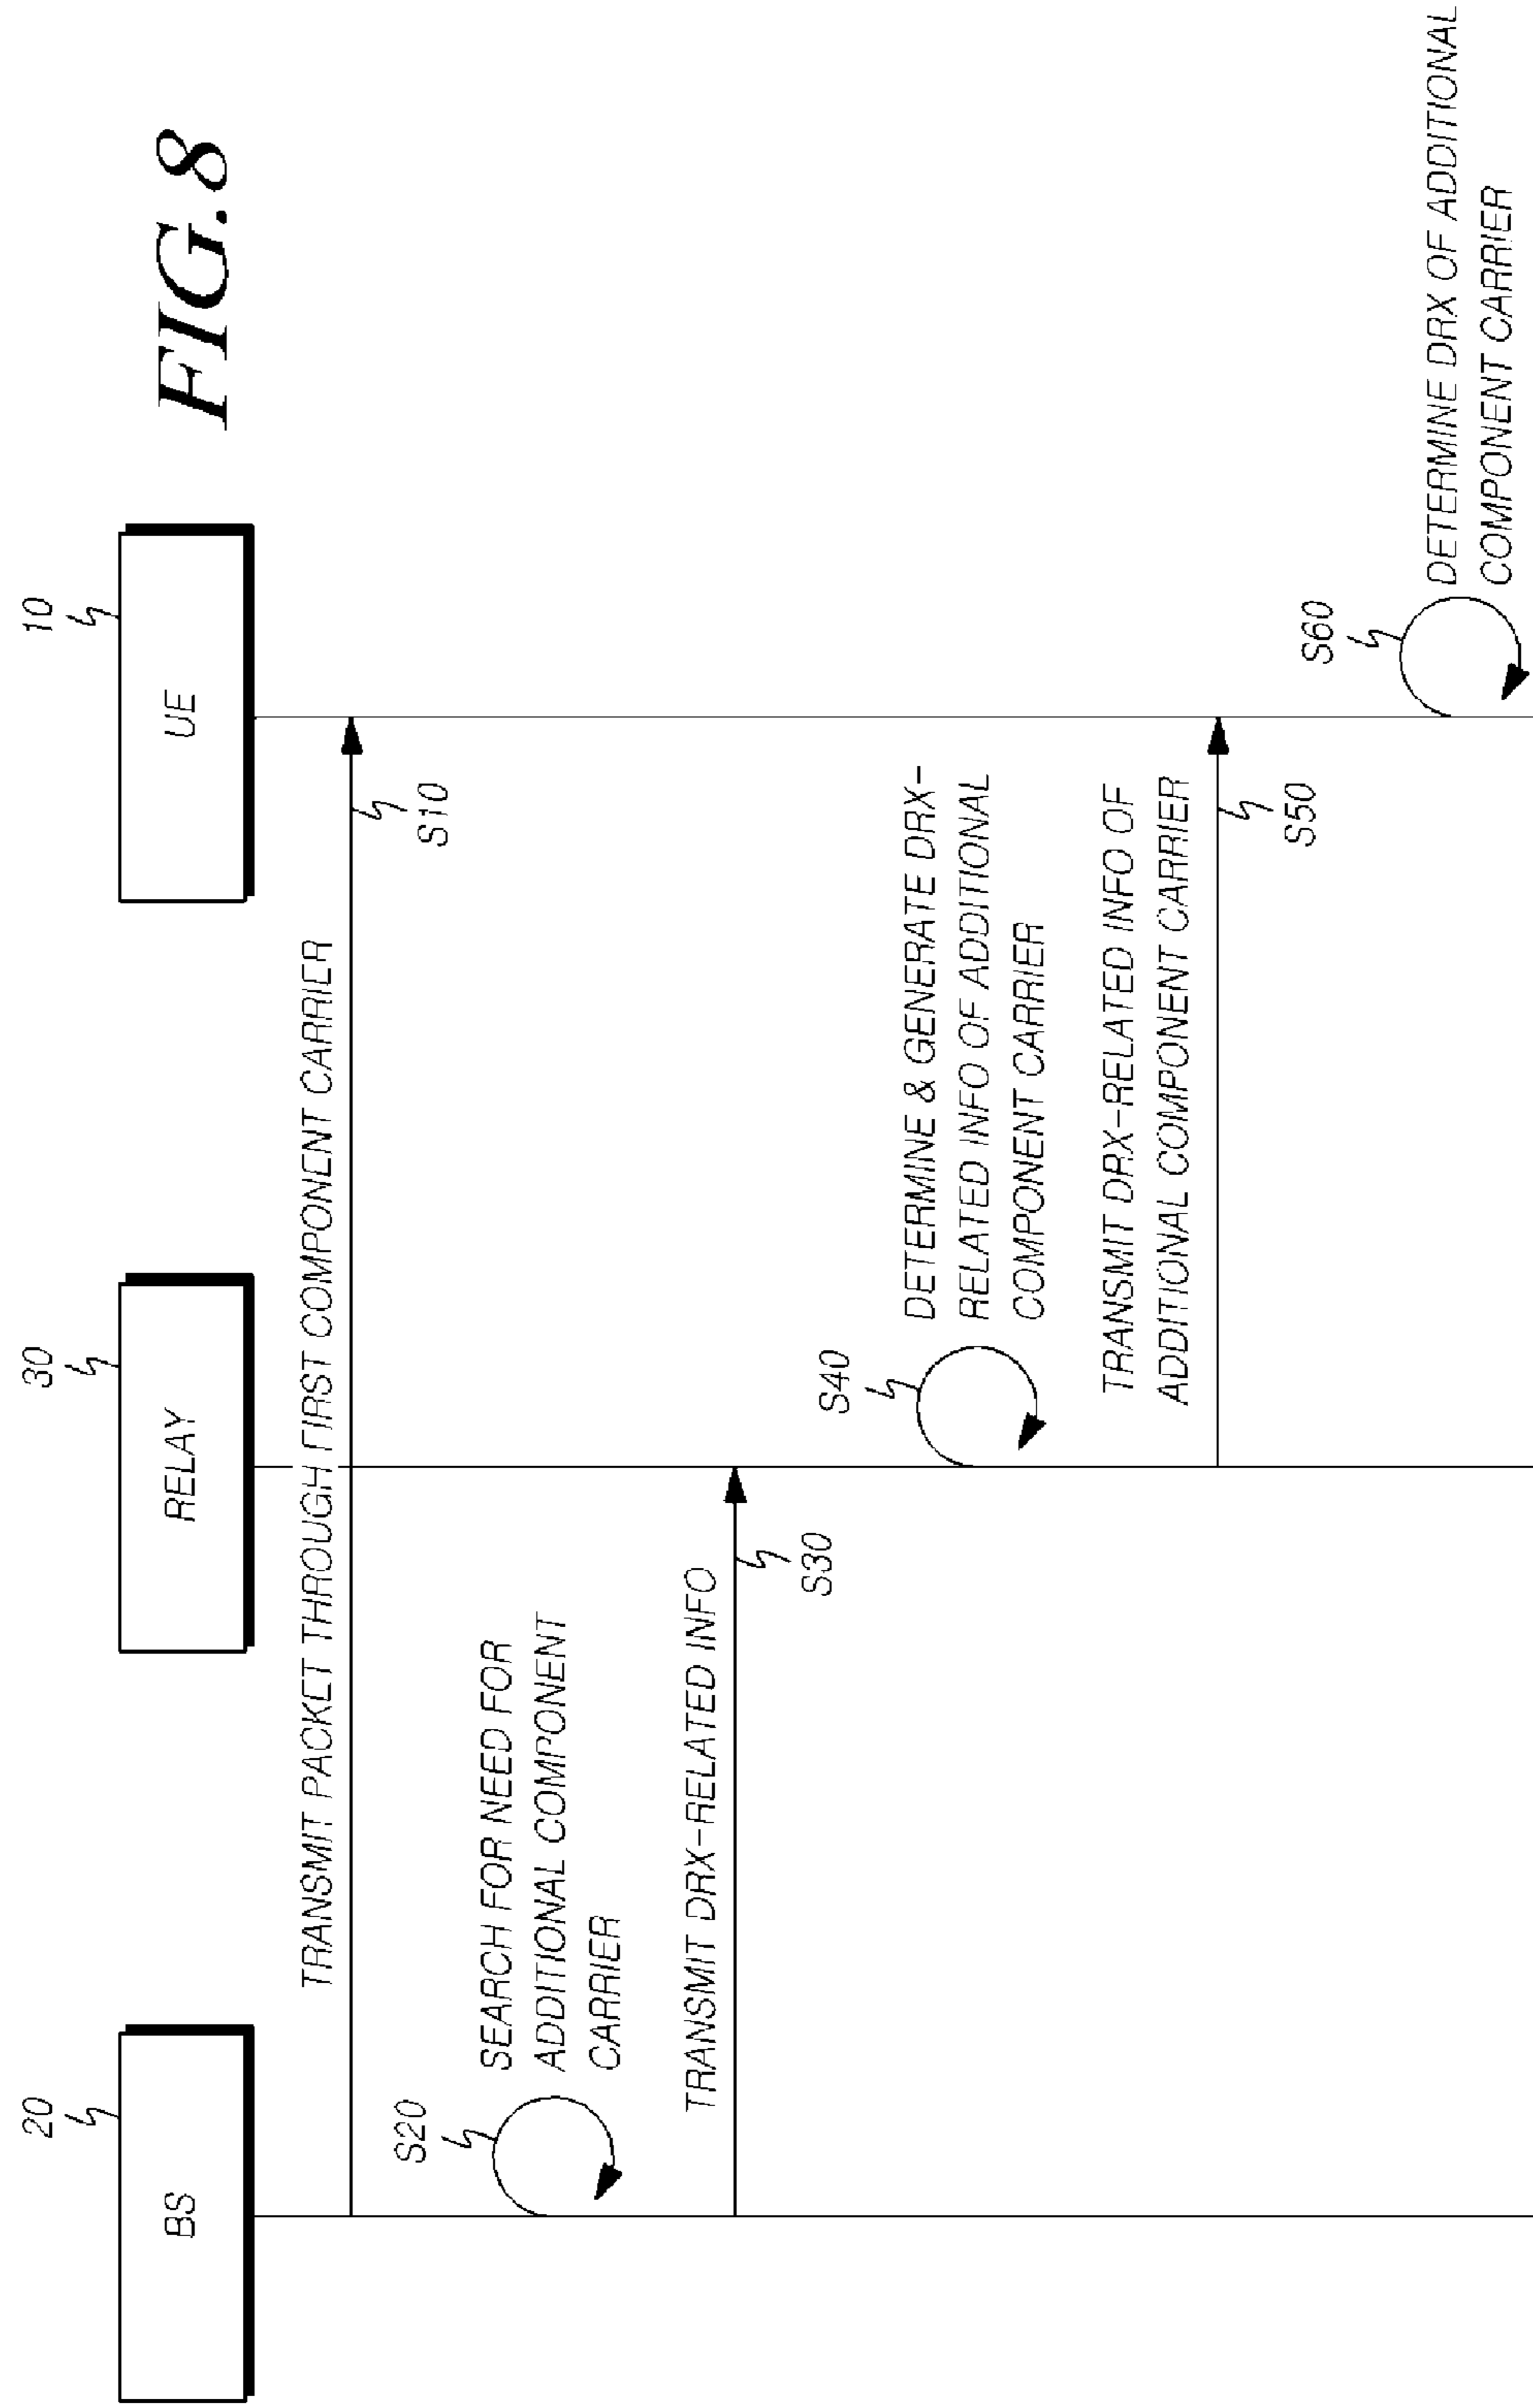 FIG.8
20
30
10
BS
RELAY
UE
TRANSMIT PACKET THROUGH FIRST COMPONENT CARRIER
S10
S20
SEARCH FOR NEED FOR
ADDITIONAL COMPONENT
CARRIER
TRANSMIT DRX-RELATED INFO
S30
S40
DETERMINE & GENERATE DRX-
RELATED INFO OF ADDITIONAL
COMPONENT CARRIER
TRANSMIT DRX-RELATED INFO OF
ADDITIONAL COMPONENT CARRIER
S50
S60
DETERMINE DRX OF ADDITIONAL
COMPONENT CARRIER